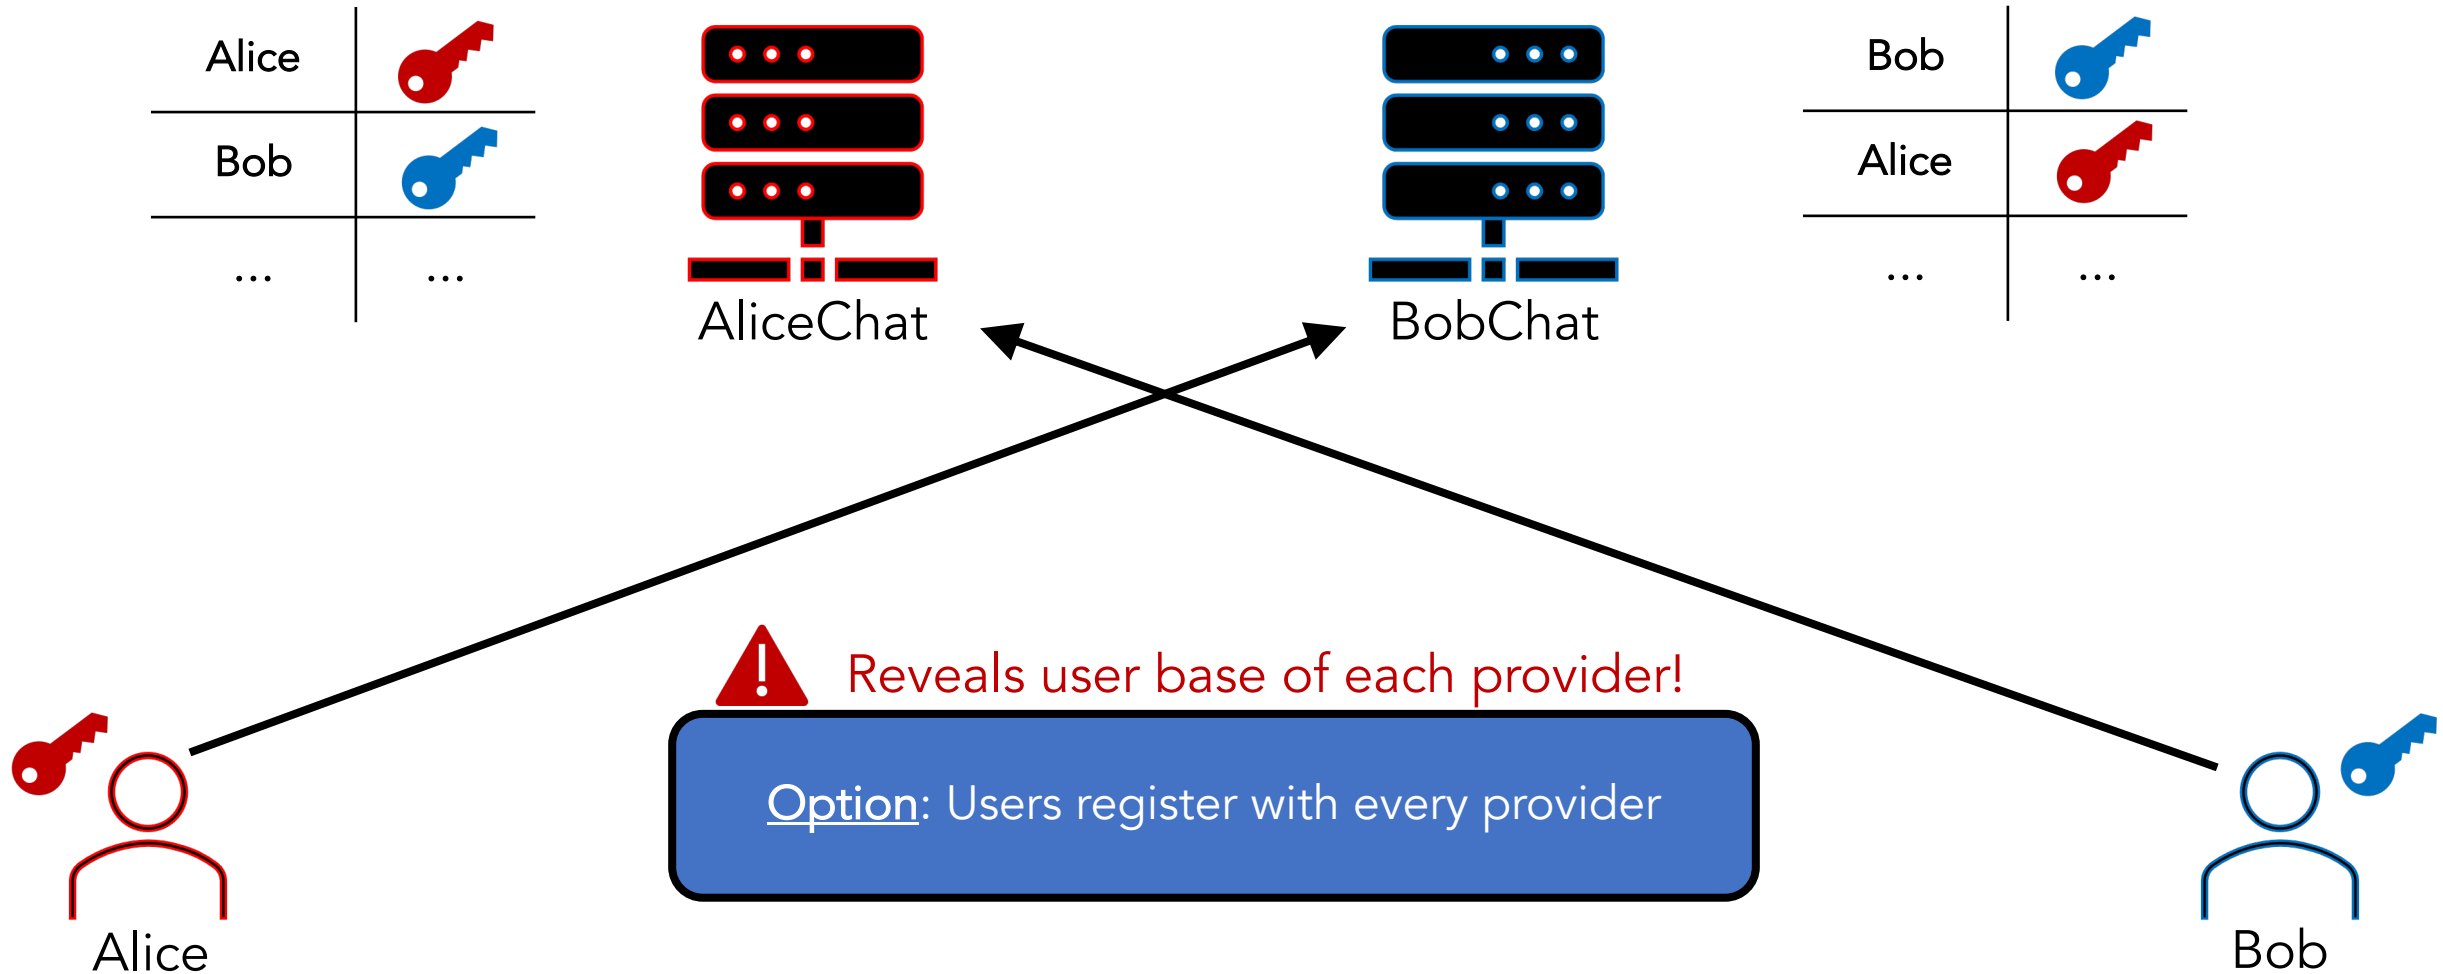 Alice
Bob
... ...
AliceChat
BobChat
Bob
Alice
... ...
Reveals user base of each provider!
Option: Users register with every provider
Alice
Bob